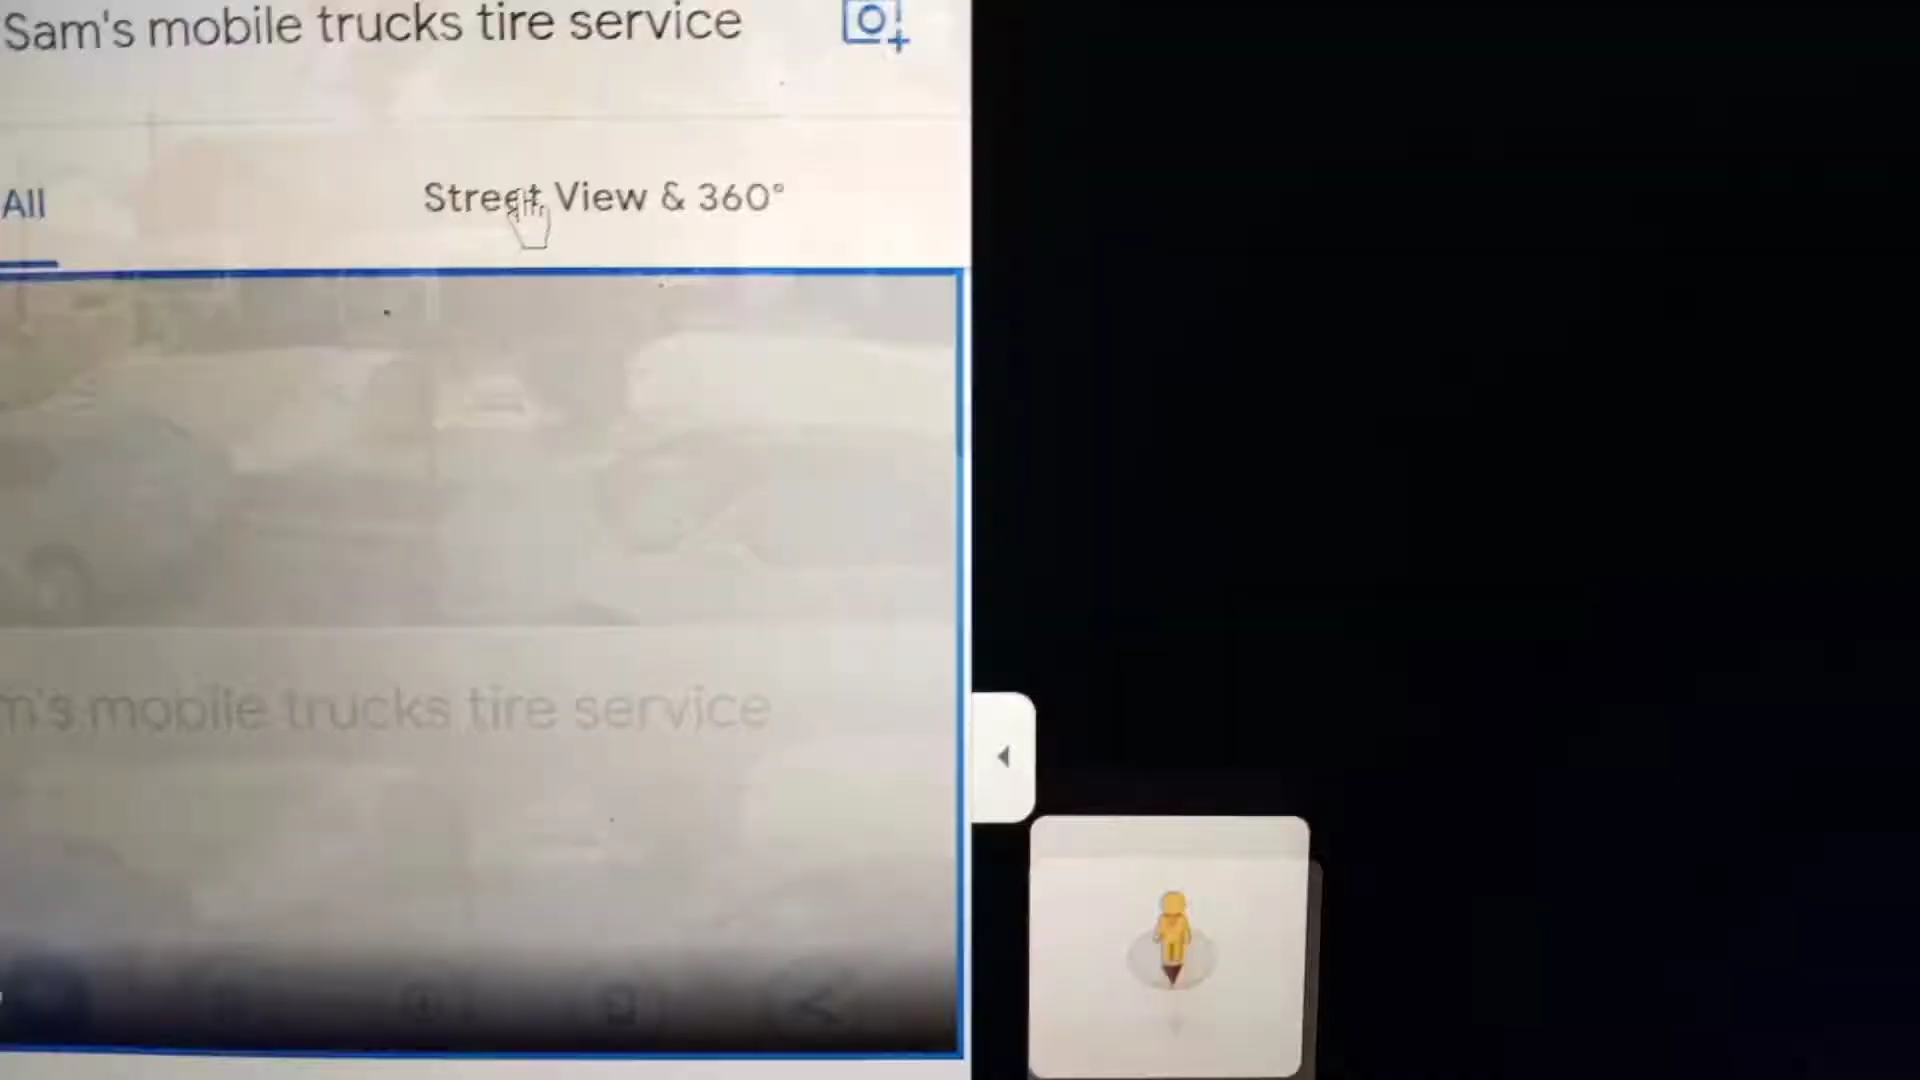 Sam's mobile trucks tire service
All
Street View & 360°
m's mobile trucks tire service